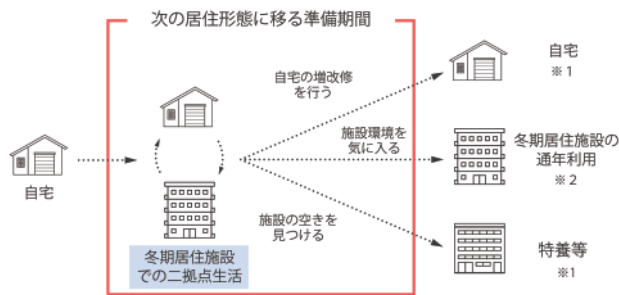 次の居住形態に移る準備期間
自宅
冬期居住施設
での二拠点生活
自宅の増改修
を行う
施設環境を
気に入る
施設の空きを
見つける
自宅
※1
冬期居住施設の
通年利用
※2
特養等
※1